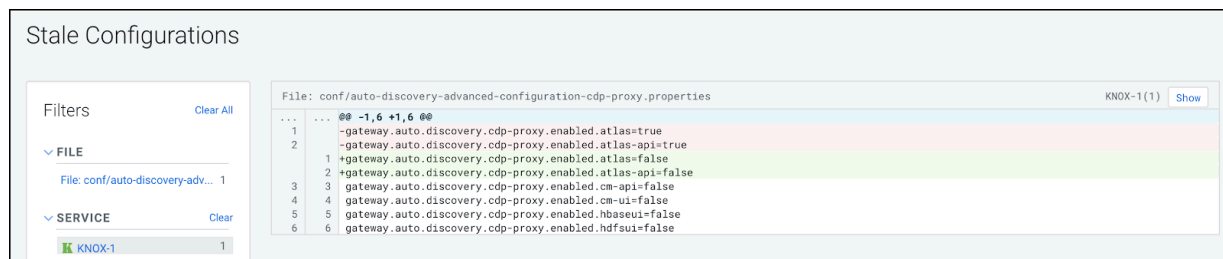 Stale Configurations
Filters Clear All
FILE
File: conf/auto-discovery-adv... 1
SERVICE Clear
KNOX-1 1
File: conf/auto-discovery-advanced-configuration-cdp-proxy.properties KNOX-1(1) Show
... ... @@ -1,6 +1,6 @@
1 -gateway.auto.discovery.cdp-proxy.enabled.atlas=true
2 -gateway.auto.discovery.cdp-proxy.enabled.atlas-api=true
1 +gateway.auto.discovery.cdp-proxy.enabled.atlas=false
2 +gateway.auto.discovery.cdp-proxy.enabled.atlas-api=false
3 3 gateway.auto.discovery.cdp-proxy.enabled.cm-api=false
4 4 gateway.auto.discovery.cdp-proxy.enabled.cm-ui=false
5 5 gateway.auto.discovery.cdp-proxy.enabled.hbaseui=false
6 6 gateway.auto.discovery.cdp-proxy.enabled.hdfsui=false